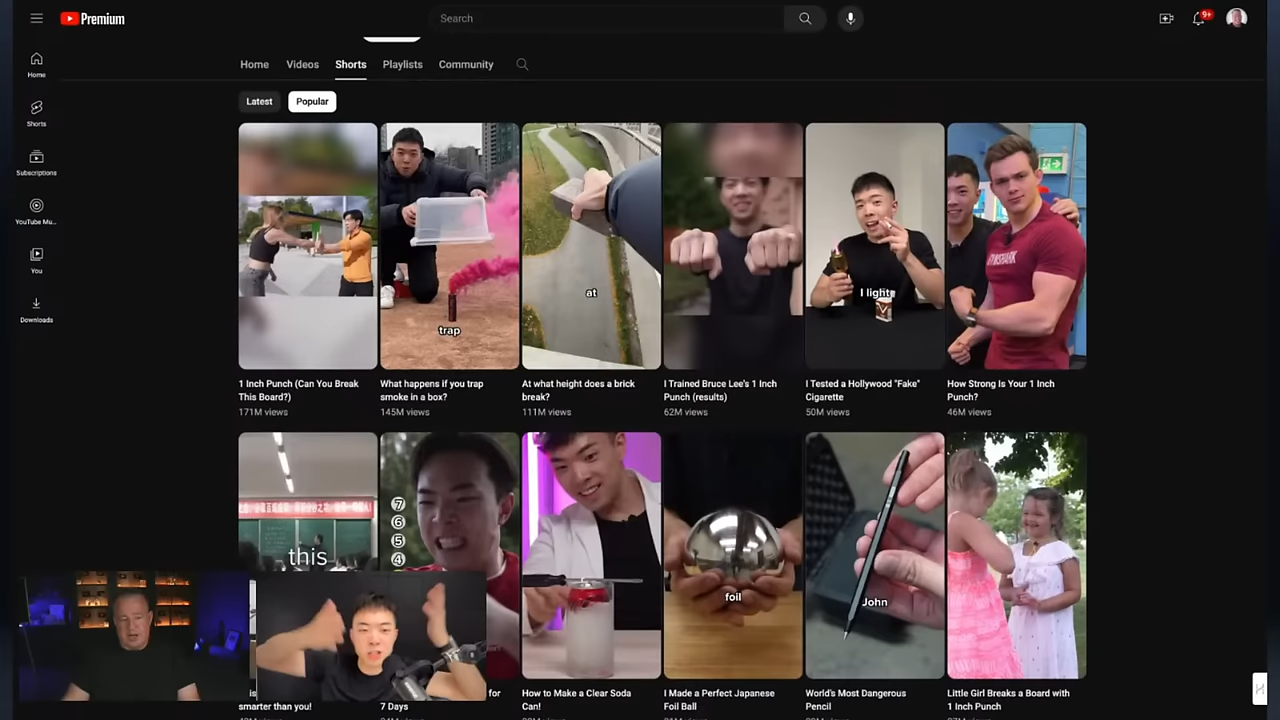 Premium
Search
9+
Home
Shorts
Subscriptions
YouTube Mu...
You
Downloads
Home
Videos
Shorts
Playlists
Community
Latest
Popular
trap
at
I light
1 Inch Punch (Can You Break
This Board?)
171M views
What happens if you trap
smoke in a box?
145M views
At what height does a brick
break?
111M views
I Trained Bruce Lee's 1 Inch
Punch (results)
62M views
I Tested a Hollywood "Fake"
Cigarette
50M views
How Strong Is Your 1 Inch
Punch?
46M views
this
7
6
5
4
foil
John
smarter than you!
for
7 Days
How to Make a Clear Soda
Can!
I Made a Perfect Japanese
Foil Ball
World's Most Dangerous
Pencil
Little Girl Breaks a Board with
1 Inch Punch